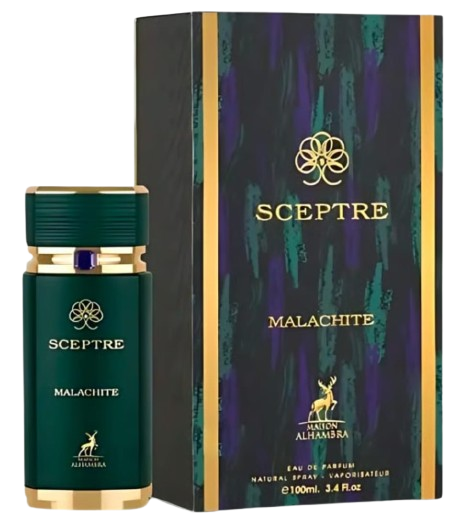 SCEPTRE
MALACHITE
MAISON
ALHAMBRA
SCEPTRE
MALACHITE
MAISON
ALHAMBRA
EAU DE PARFUM
NATURAL SPRAY - VAPORISATEUR
℮100ml. 3.4 Fl.oz